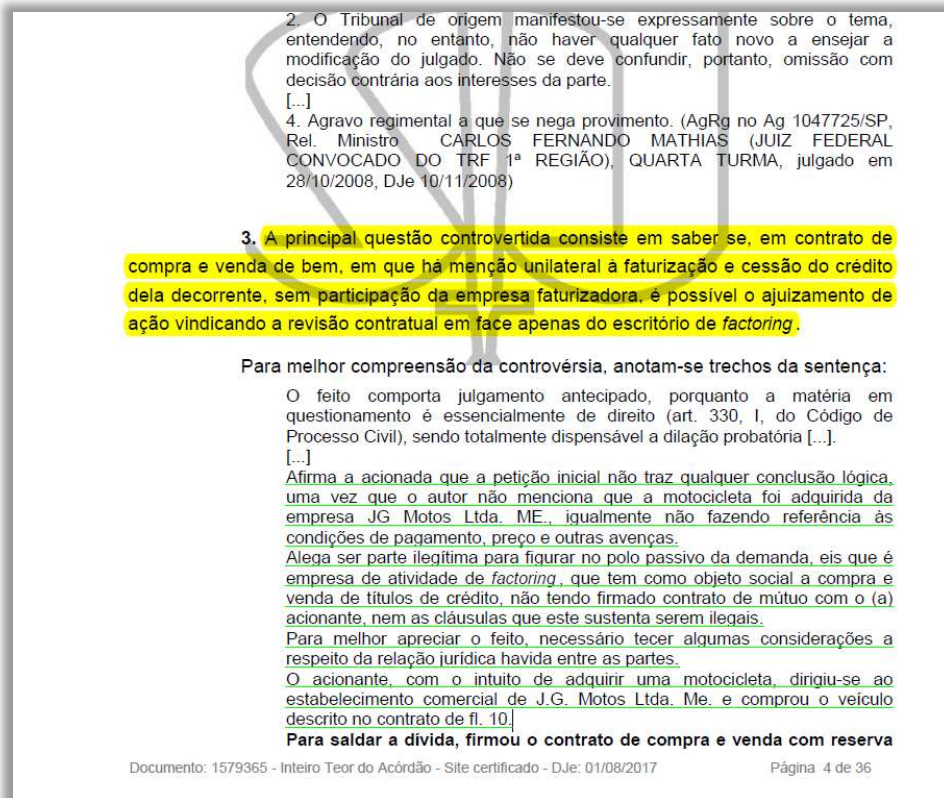 2. O Tribunal de origem manifestou-se expressamente sobre o tema,
entendendo, no entanto, não haver qualquer fato novo a ensejar a
modificação do julgado. Não se deve confundir, portanto, omissão com
decisão contrária aos interesses da parte.
[...]
4. Agravo regimental a que se nega provimento. (AgRg no Ag 1047725/SP,
Rel. Ministro CARLOS FERNANDO MATHIAS (JUIZ FEDERAL
CONVOCADO DO TRF 1ª REGIÃO), QUARTA TURMA, julgado em
28/10/2008, DJe 10/11/2008)
3. A principal questão controvertida consiste em saber se, em contrato de
compra e venda de bem, em que há menção unilateral à faturização e cessão do crédito
dela decorrente, sem participação da empresa faturizadora, é possível o ajuizamento de
ação vindicando a revisão contratual em face apenas do escritório de factoring.
Para melhor compreensão da controvérsia, anotam-se trechos da sentença:
O feito comporta julgamento antecipado, porquanto a matéria em
questionamento é essencialmente de direito (art. 330, I, do Código de
Processo Civil), sendo totalmente dispensável a dilação probatória [...].
[...]
Afirma a acionada que a petição inicial não traz qualquer conclusão lógica,
uma vez que o autor não menciona que a motocicleta foi adquirida da
empresa JG Motos Ltda. ME., igualmente não fazendo referência às
condições de pagamento, preço e outras avenças.
Alega ser parte ilegítima para figurar no polo passivo da demanda, eis que é
empresa de atividade de factoring, que tem como objeto social a compra e
venda de títulos de crédito, não tendo firmado contrato de mútuo com o (a)
acionante, nem as cláusulas que este sustenta serem ilegais.
Para melhor apreciar o feito, necessário tecer algumas considerações a
respeito da relação jurídica havida entre as partes.
O acionante, com o intuito de adquirir uma motocicleta, dirigiu-se ao
estabelecimento comercial de J.G. Motos Ltda. Me. e comprou o veículo
descrito no contrato de fl. 10.
Para saldar a dívida, firmou o contrato de compra e venda com reserva
Documento: 1579365 - Inteiro Teor do Acórdão - Site certificado - DJe: 01/08/2017 Página 4 de 36